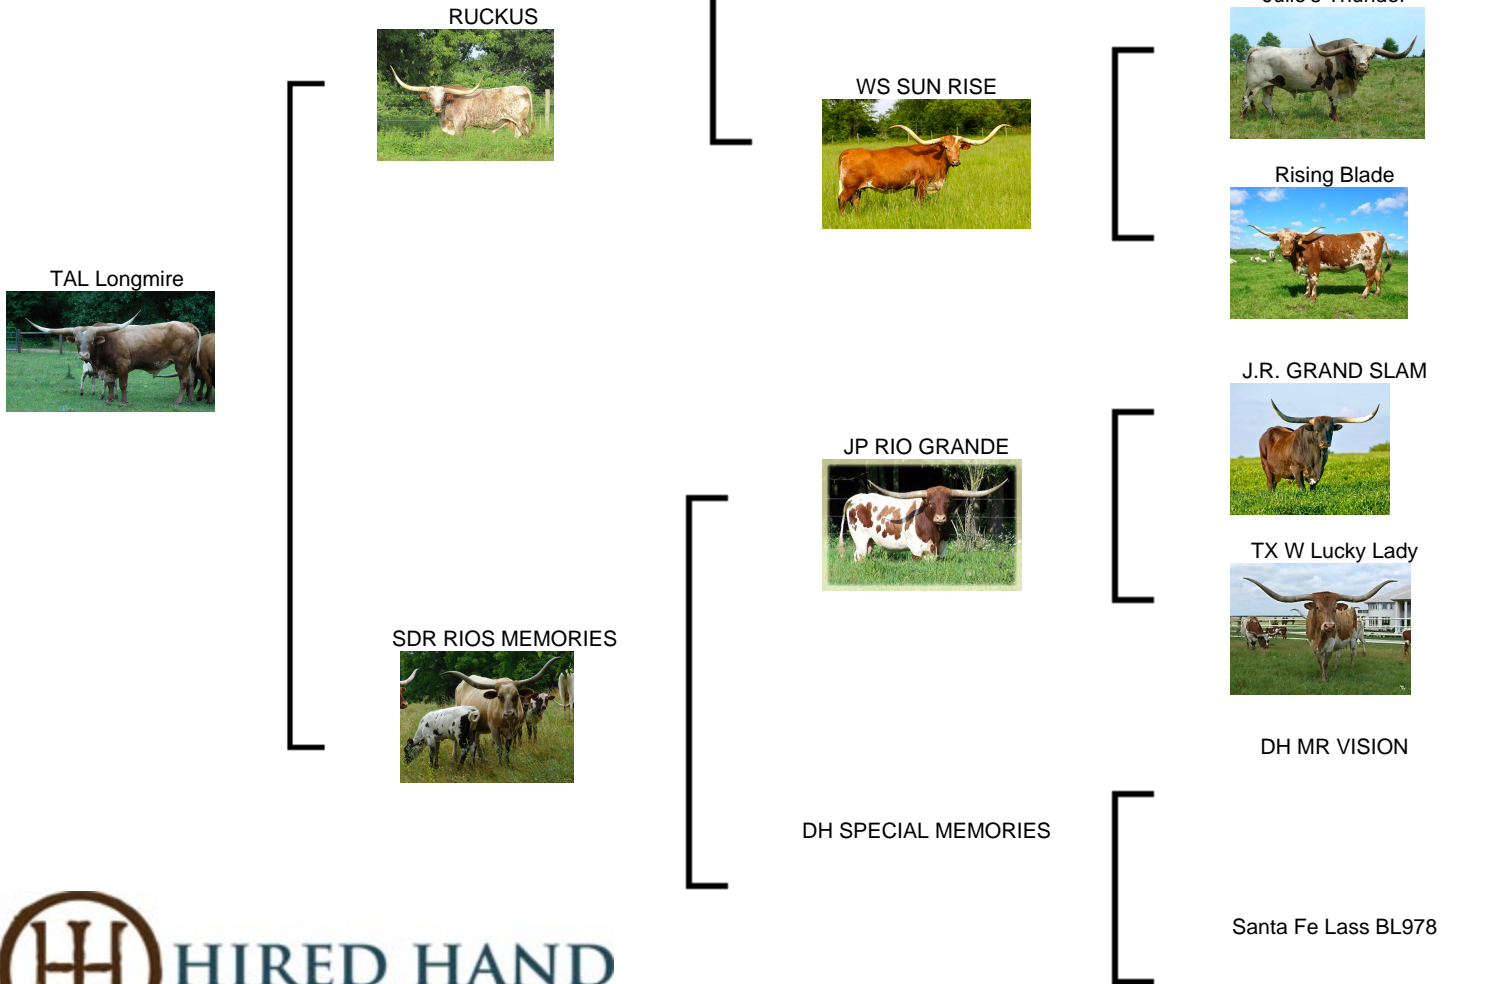 RUCKUS
WS SUN RISE
Rising Blade
TAL Longmire
J.R. GRAND SLAM
JP RIO GRANDE
TX W Lucky Lady
SDR RIOS MEMORIES
DH MR VISION
DH SPECIAL MEMORIES
Santa Fe Lass BL978
HIRED HAND